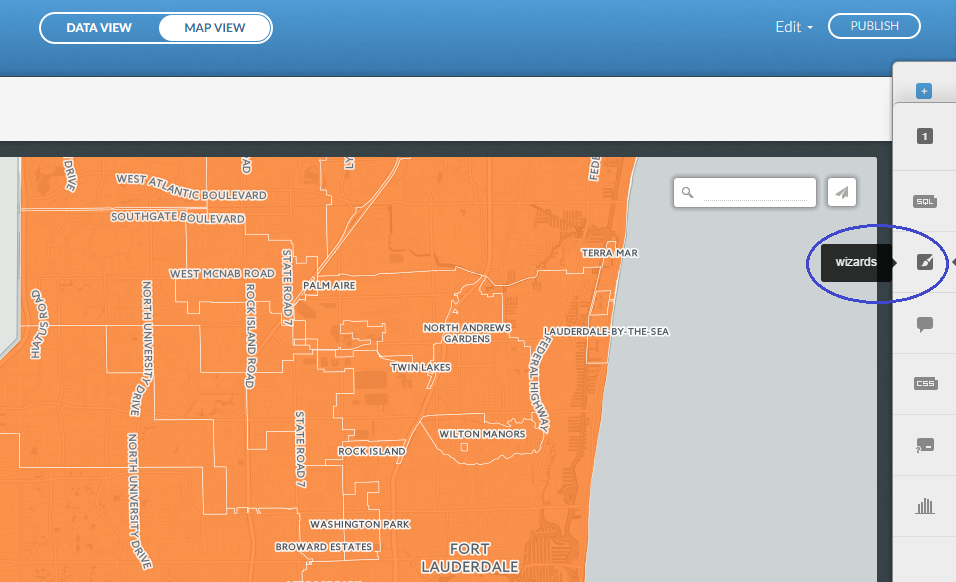 DATA VIEW
MAP VIEW
Edit
PUBLISH
+
1
SQL
wizards
CSS
?
DRIVE
WEST ATLANTIC BOULEVARD
SOUTHGATE BOULEVARD
WEST MCNAB ROAD
STATE ROAD 7
PALM AIRE
TERRA MAR
HIATUS ROAD
NORTH UNIVERSITY DRIVE
ROCK ISLAND ROAD
NORTH ANDREWS
GARDENS
LAUDERDALE-BY-THE-SEA
TWIN LAKES
FEDERAL HIGHWAY
STATE ROAD 7
WILTON MANORS
NORTH UNIVERSITY DRIVE
ROCK ISLAND
WASHINGTON PARK
BROWARD ESTATES
FORT
LAUDERDALE